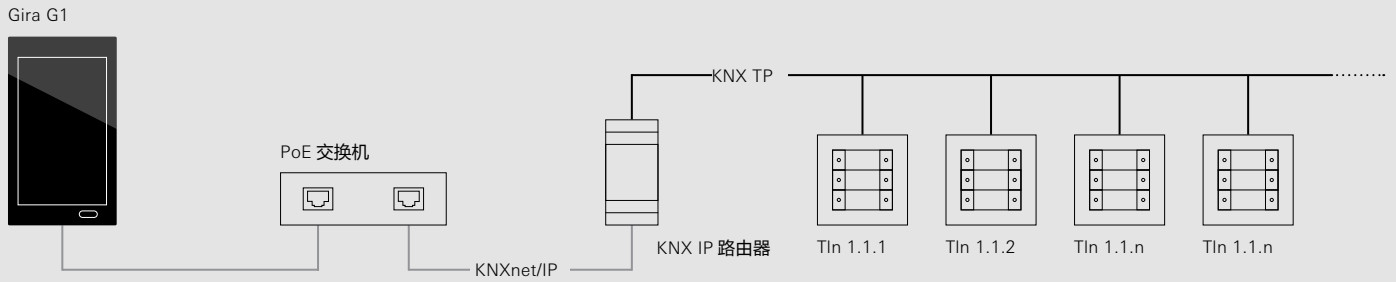 Gira G1
KNX TP
PoE 交换机
KNX IP 路由器
Tln 1.1.1
Tln 1.1.2
Tln 1.1.n
Tln 1.1.n
KNXnet/IP